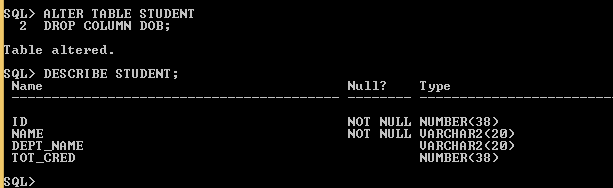 SQL> ALTER TABLE STUDENT
  2  DROP COLUMN DOB;
Table altered.
SQL> DESCRIBE STUDENT;
 Name                                      Null?    Type
 ----------------------------------------- -------- ------------------------
 ID                                        NOT NULL NUMBER(38)
 NAME                                      NOT NULL VARCHAR2(20)
 DEPT_NAME                                          VARCHAR2(20)
 TOT_CRED                                           NUMBER(38)
SQL>